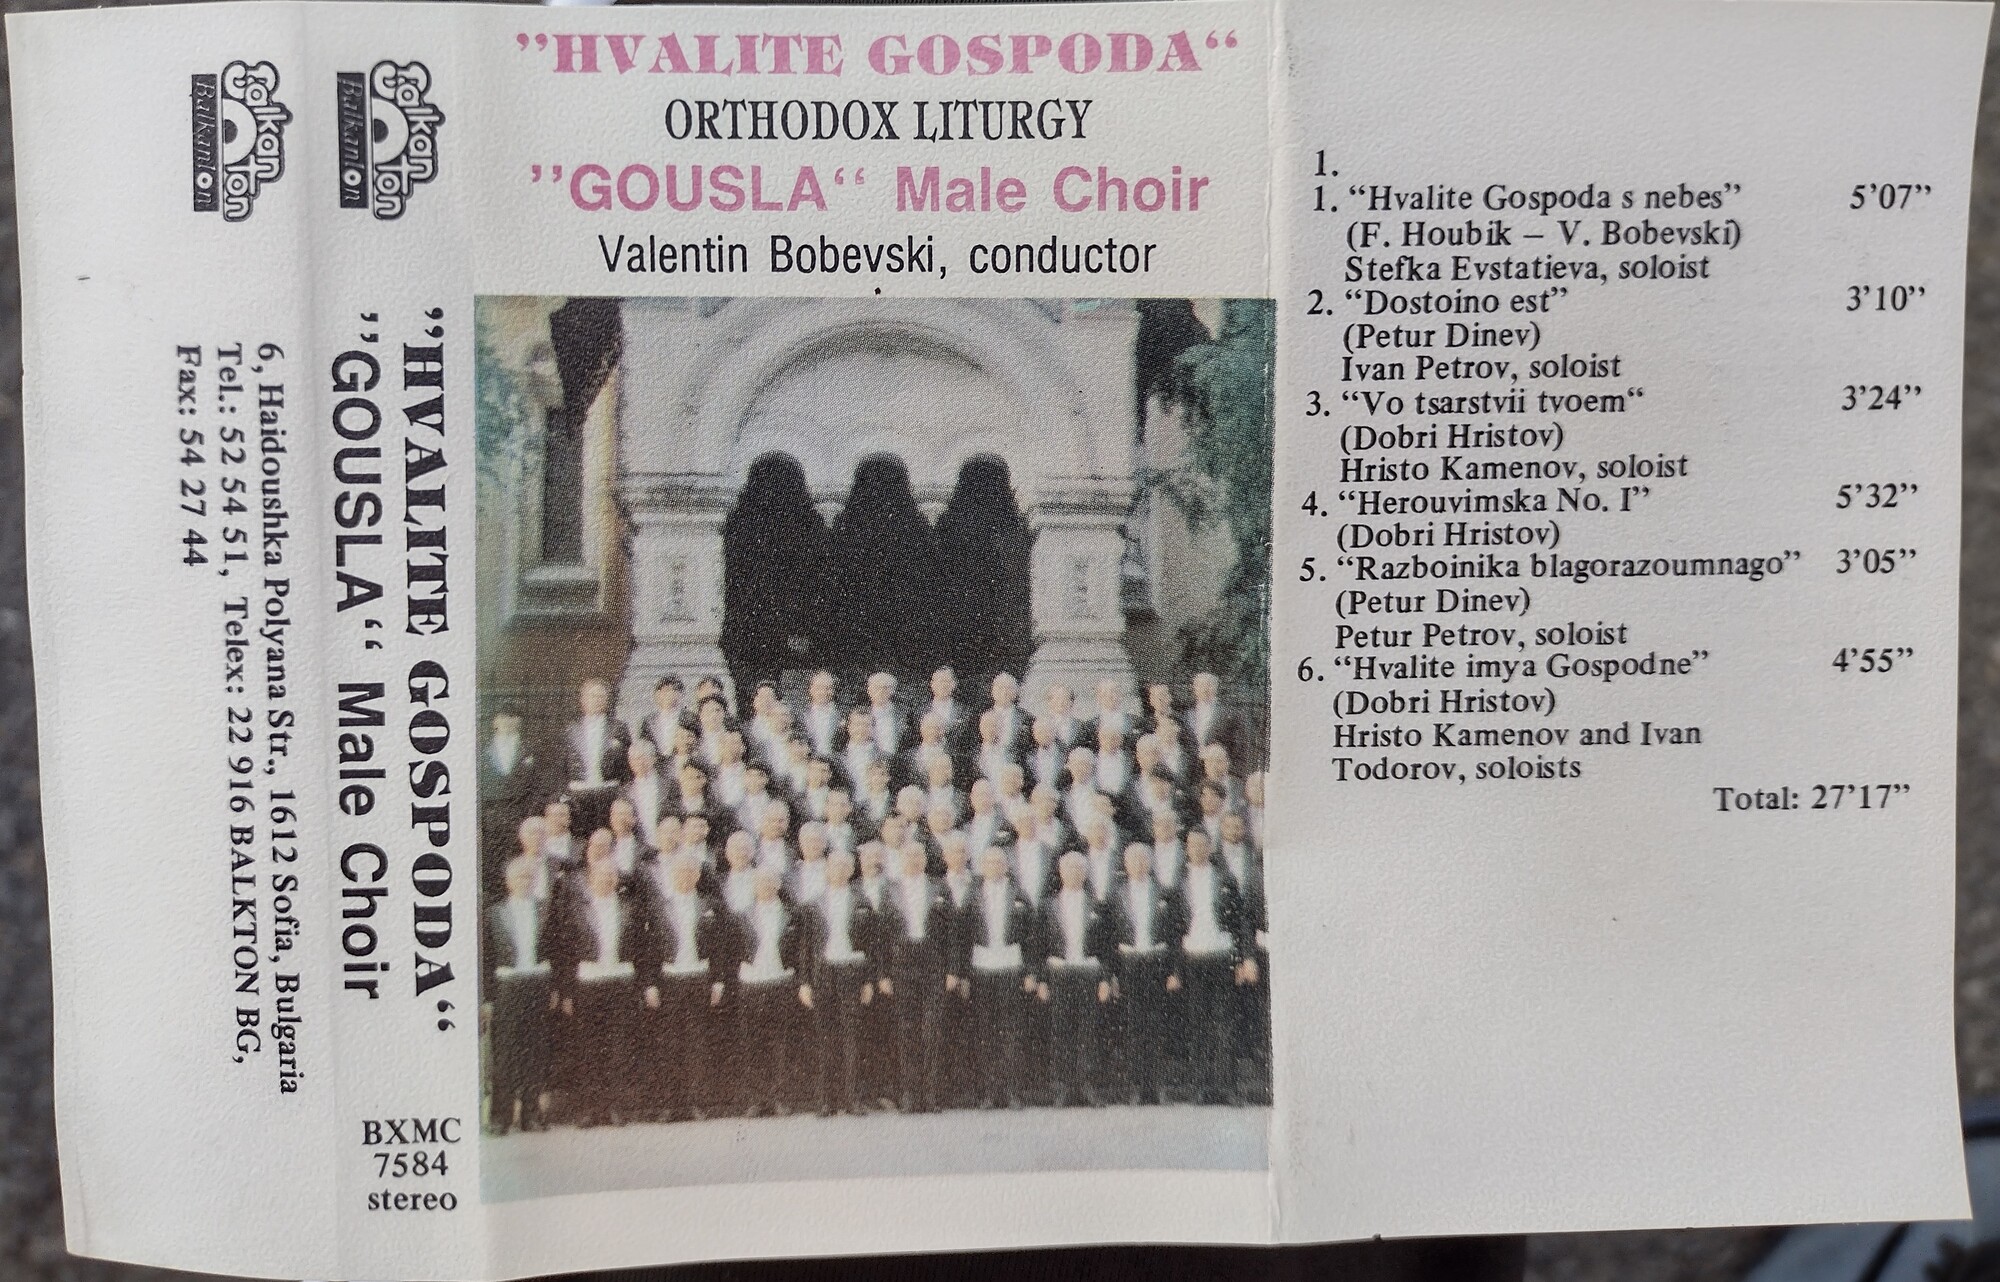 Balkanton
Balkanton
6, Haidoushka Polyana Str., 1612 Sofia, Bulgaria
Tel.: 52 54 51, Telex: 22 916 BALKTON BG,
Fax: 54 27 44
Balkanton
Balkanton
”HVALITE GOSPODA“
”GOUSLA“ Male Choir
BXMC
7584
stereo
”HVALITE GOSPODA“
ORTHODOX LITURGY
”GOUSLA“ Male Choir
Valentin Bobevski, conductor
1.
1. “Hvalite Gospoda s nebes” 5’07”
(F. Houbik – V. Bobevski)
Stefka Evstatieva, soloist
2. “Dostoino est” 3’10”
(Petur Dinev)
Ivan Petrov, soloist
3. “Vo tsarstvii tvoem“ 3’24”
(Dobri Hristov)
Hristo Kamenov, soloist
4. “Herouvimska No. I” 5’32”
(Dobri Hristov)
5. “Razboinika blagorazoumnago” 3’05”
(Petur Dinev)
Petur Petrov, soloist
6. “Hvalite imya Gospodne” 4’55”
(Dobri Hristov)
Hristo Kamenov and Ivan
Todorov, soloists
Total: 27’17”